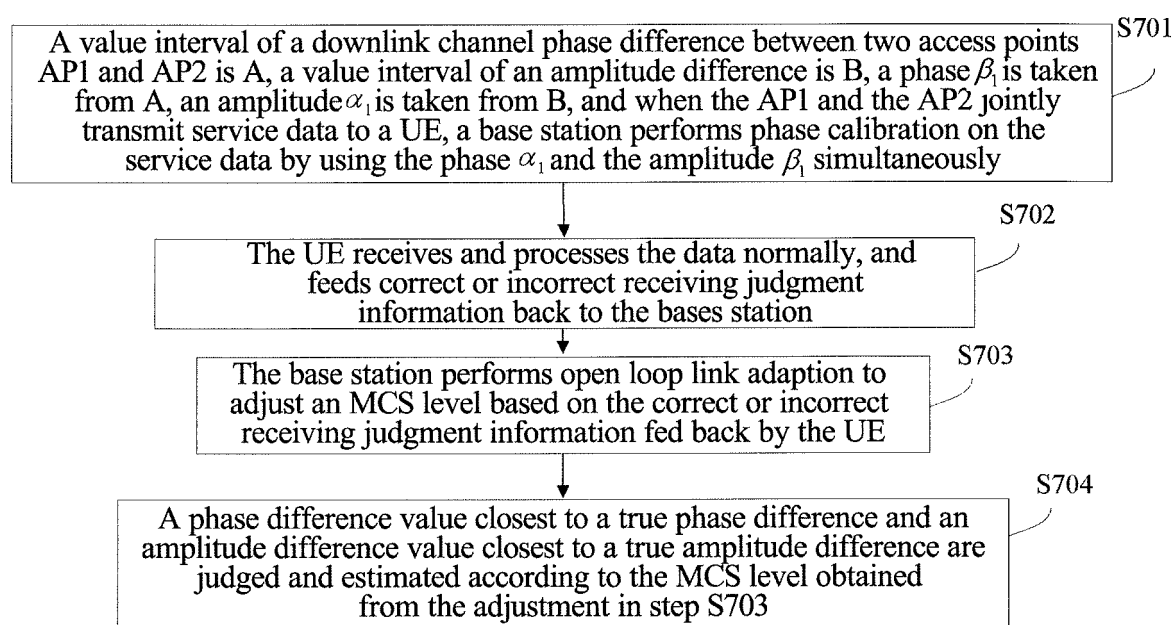 S701
A value interval of a downlink channel phase difference between two access points
AP1 and AP2 is A, a value interval of an amplitude difference is B, a phase β₁ is taken
from A, an amplitude α₁ is taken from B, and when the AP1 and the AP2 jointly
transmit service data to a UE, a base station performs phase calibration on the
service data by using the phase α₁ and the amplitude β₁ simultaneously
S702
The UE receives and processes the data normally, and
feeds correct or incorrect receiving judgment
information back to the bases station
S703
The base station performs open loop link adaption to
adjust an MCS level based on the correct or incorrect
receiving judgment information fed back by the UE
S704
A phase difference value closest to a true phase difference and an
amplitude difference value closest to a true amplitude difference are
judged and estimated according to the MCS level obtained
from the adjustment in step S703